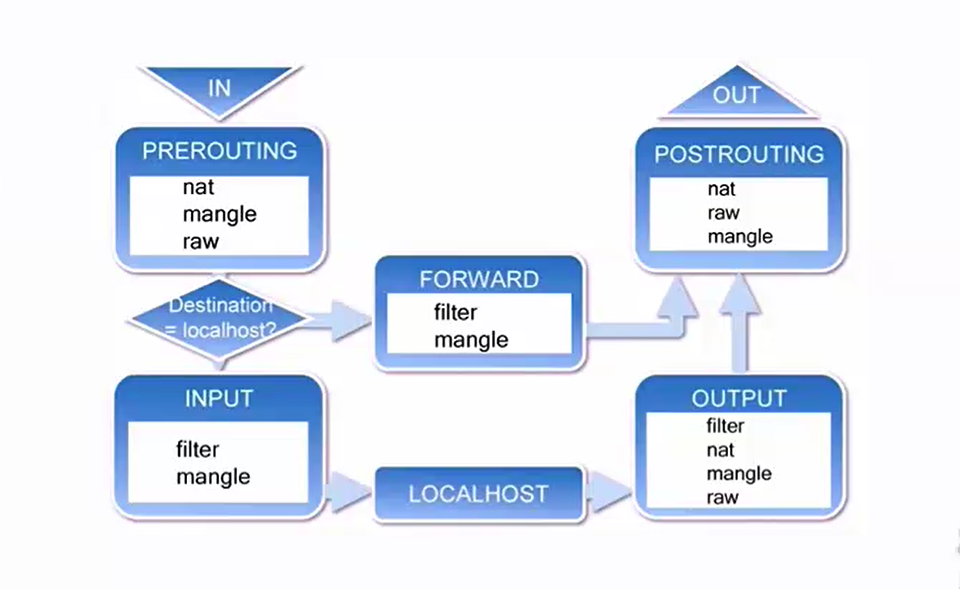 IN
PREROUTING
nat
mangle
raw
Destination
= localhost?
INPUT
filter
mangle
FORWARD
filter
mangle
LOCALHOST
OUT
POSTROUTING
nat
raw
mangle
OUTPUT
filter
nat
mangle
raw